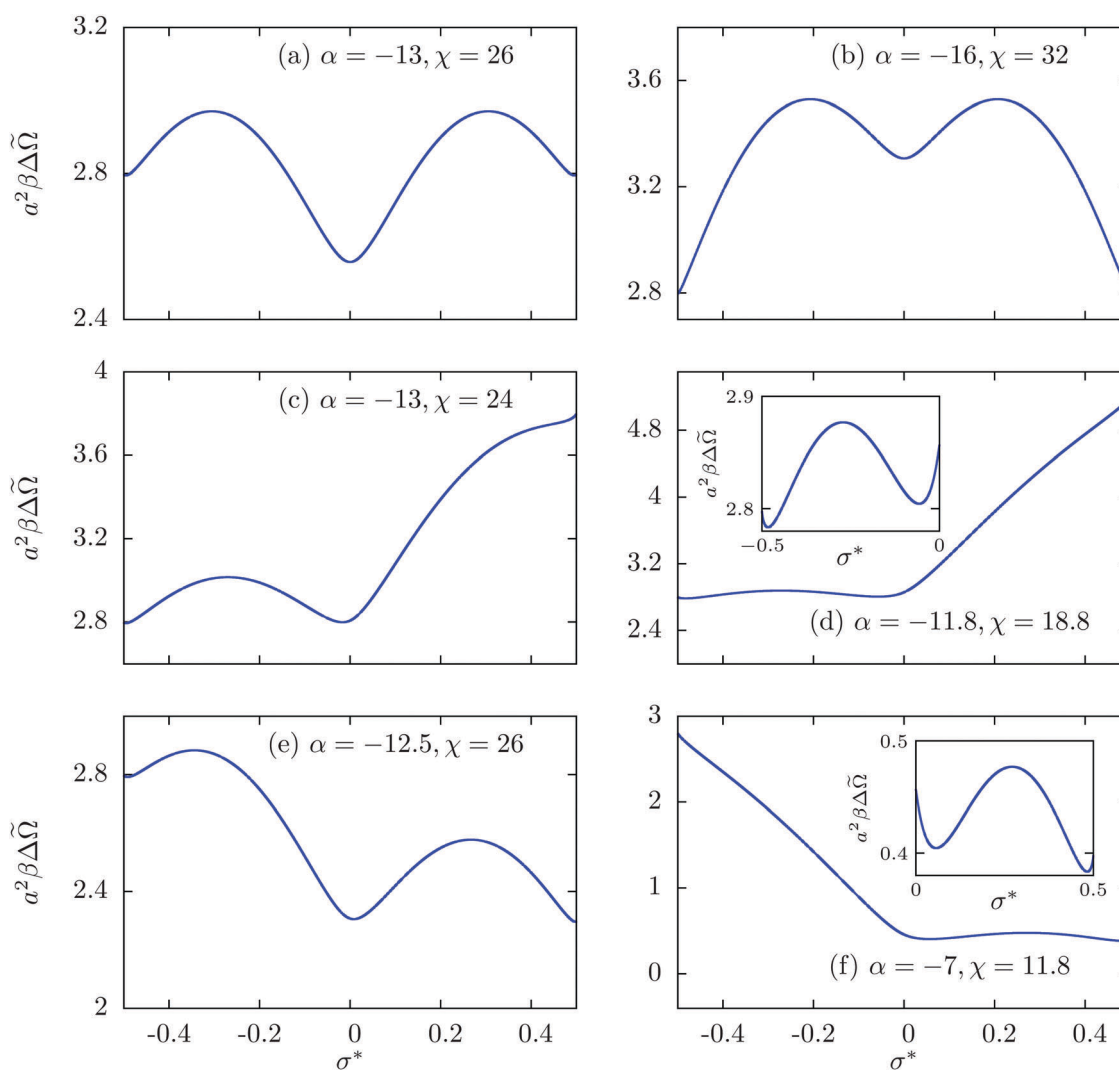 3.2
2.8
2.4
a²βΔΩ̃
(a) α = −13, χ = 26
3.6
3.2
2.8
(b) α = −16, χ = 32
4
3.6
3.2
2.8
a²βΔΩ̃
(c) α = −13, χ = 24
4.8
4
3.2
2.4
2.9
2.8
a²βΔΩ̃
−0.5 0
σ*
(d) α = −11.8, χ = 18.8
2.8
2.4
2
a²βΔΩ̃
(e) α = −12.5, χ = 26
-0.4 -0.2 0 0.2 0.4
σ*
3
2
1
0
0.5
0.4
a²βΔΩ̃
0 0.5
σ*
(f) α = −7, χ = 11.8
-0.4 -0.2 0 0.2 0.4
σ*